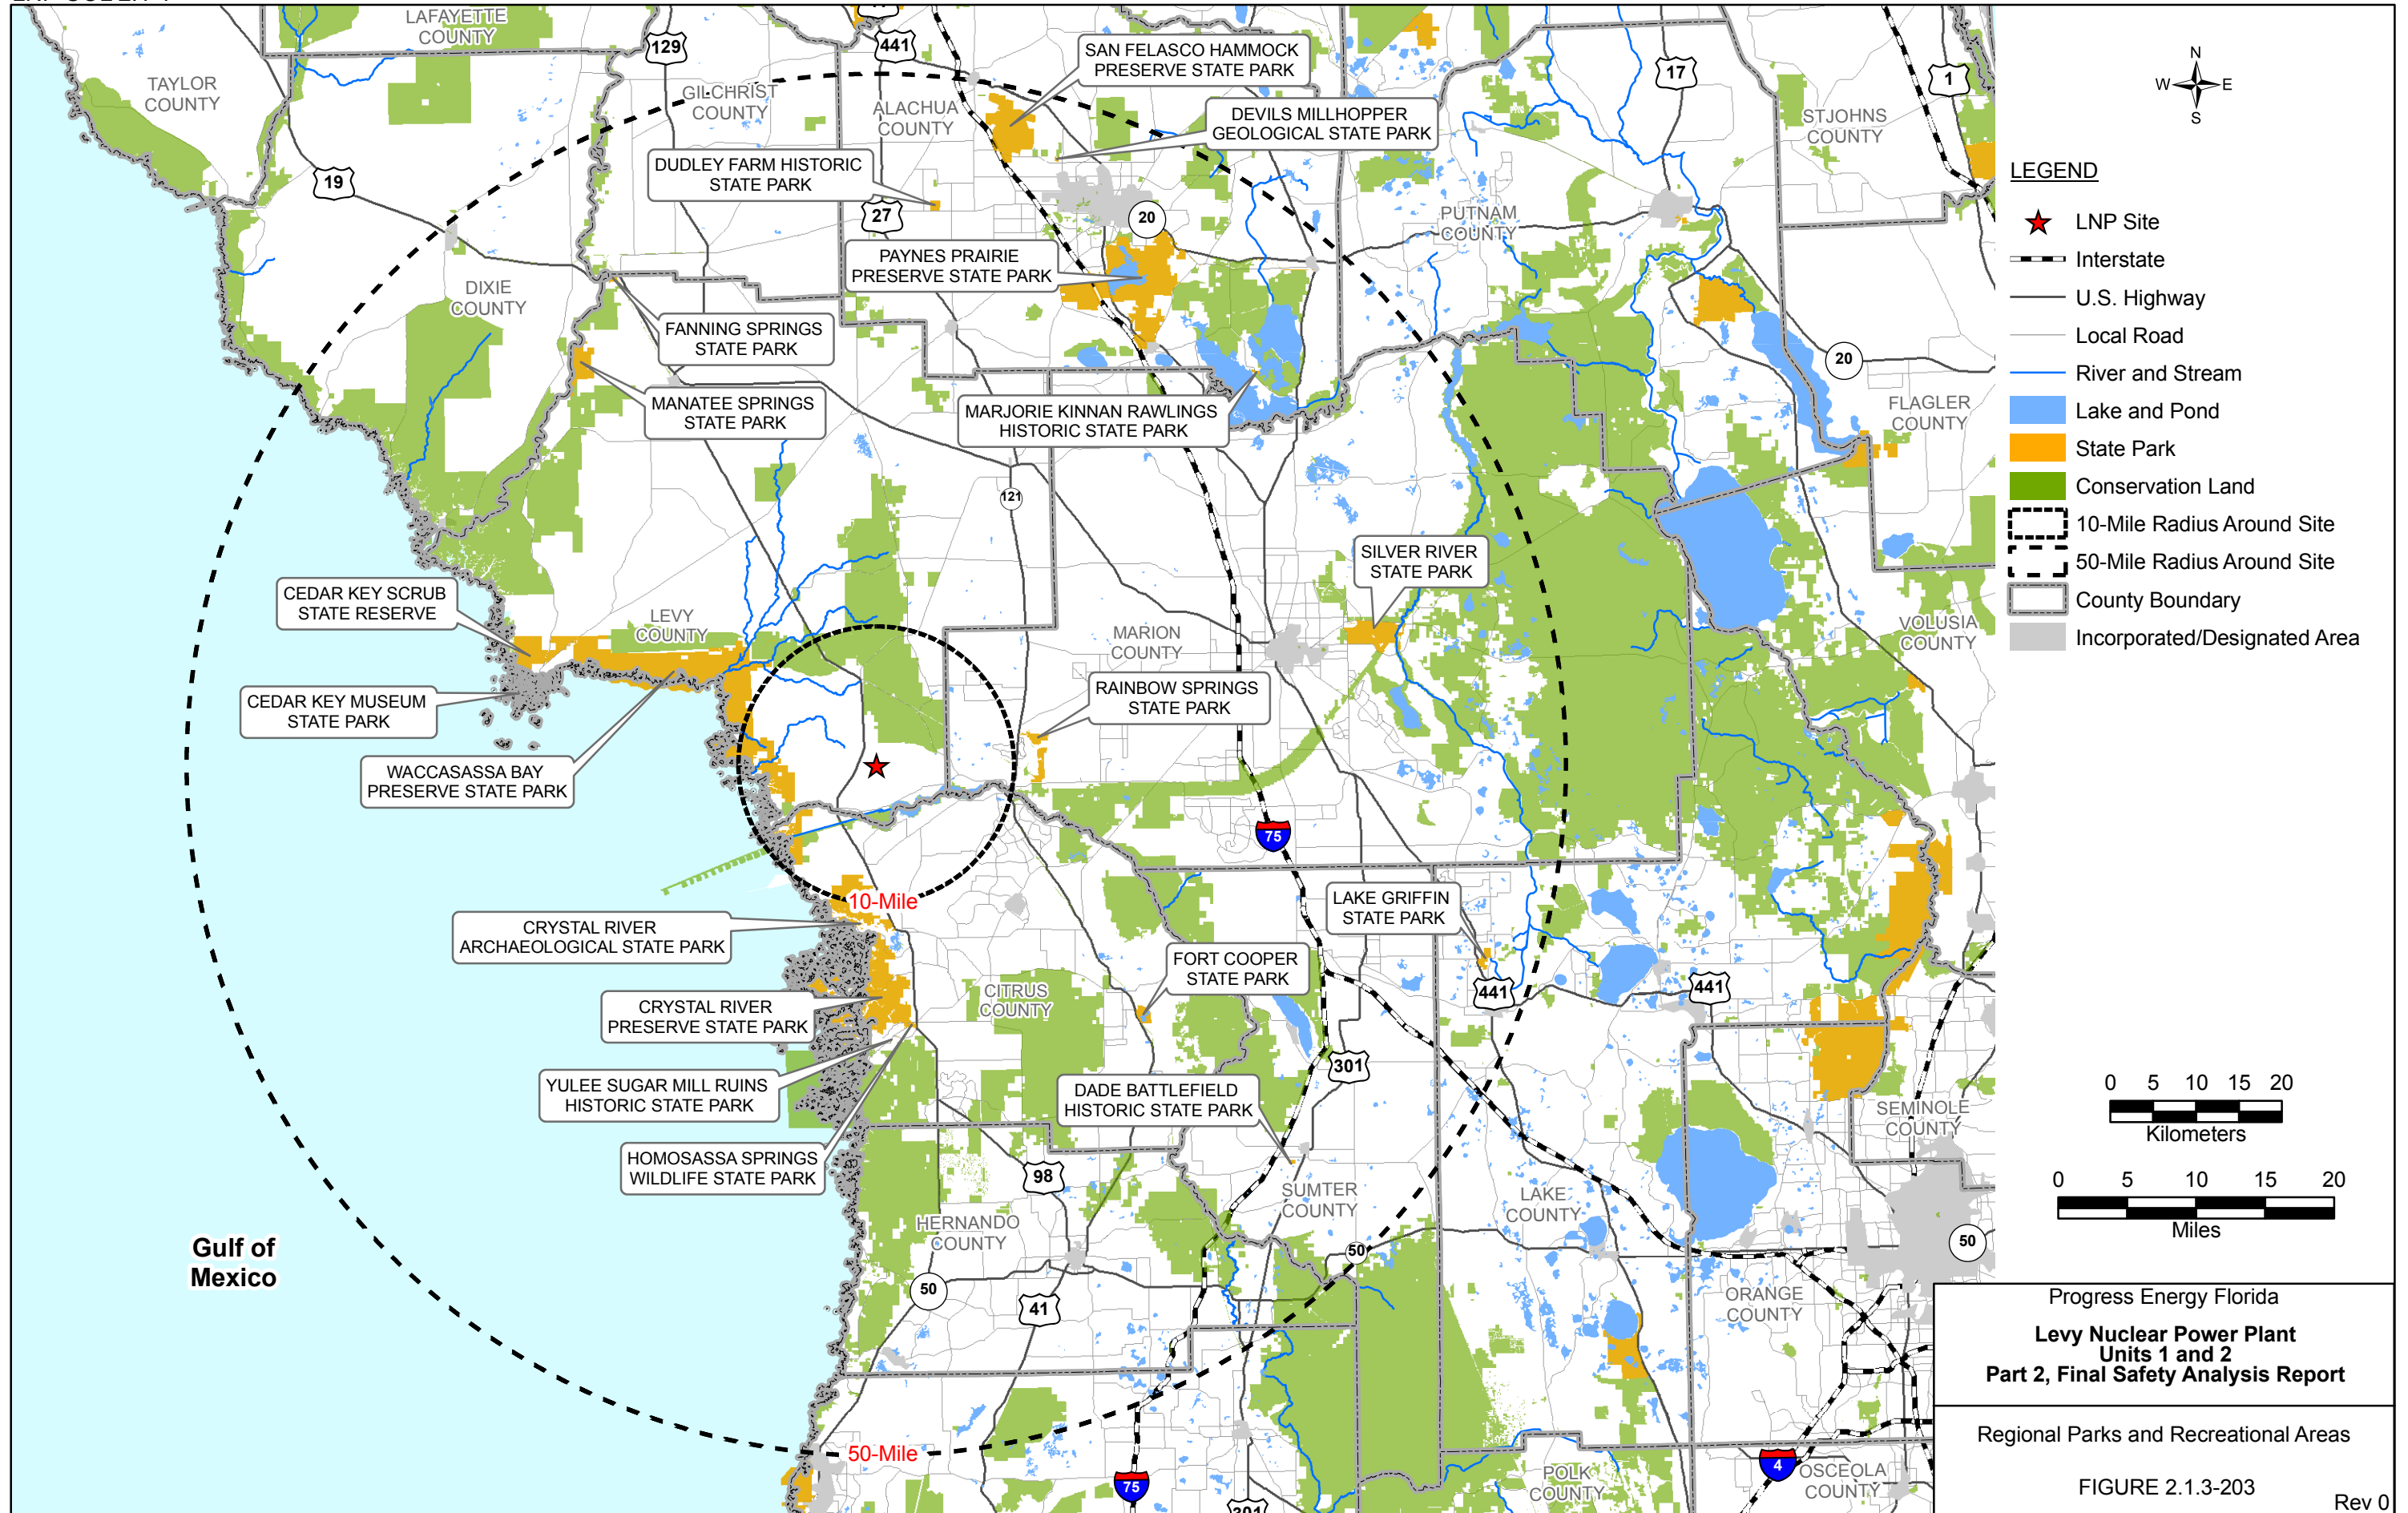 LAFAYETTE
COUNTY
TAYLOR
COUNTY
129
441
GILCHRIST
COUNTY
ALACHUA
COUNTY
SAN FELASCO HAMMOCK
PRESERVE STATE PARK
DEVILS MILLHOPPER
GEOLOGICAL STATE PARK
17
1
STJOHNS
COUNTY
19
DUDLEY FARM HISTORIC
STATE PARK
27
20
PUTNAM
COUNTY
PAYNES PRAIRIE
PRESERVE STATE PARK
DIXIE
COUNTY
FANNING SPRINGS
STATE PARK
MANATEE SPRINGS
STATE PARK
MARJORIE KINNAN RAWLINGS
HISTORIC STATE PARK
20
FLAGLER
COUNTY
121
SILVER RIVER
STATE PARK
CEDAR KEY SCRUB
STATE RESERVE
LEVY
COUNTY
MARION
COUNTY
VOLUSIA
COUNTY
CEDAR KEY MUSEUM
STATE PARK
RAINBOW SPRINGS
STATE PARK
WACCASASSA BAY
PRESERVE STATE PARK
75
10-Mile
LAKE GRIFFIN
STATE PARK
CRYSTAL RIVER
ARCHAEOLOGICAL STATE PARK
FORT COOPER
STATE PARK
CITRUS
COUNTY
441
441
CRYSTAL RIVER
PRESERVE STATE PARK
301
YULEE SUGAR MILL RUINS
HISTORIC STATE PARK
DADE BATTLEFIELD
HISTORIC STATE PARK
SEMINOLE
COUNTY
HOMOSASSA SPRINGS
WILDLIFE STATE PARK
98
SUMTER
COUNTY
LAKE
COUNTY
HERNANDO
COUNTY
Gulf of
Mexico
50
50
50
41
ORANGE
COUNTY
50-Mile
75
4
POLK
COUNTY
OSCEOLA
COUNTY
N
W E
S
LEGEND
LNP Site
Interstate
U.S. Highway
Local Road
River and Stream
Lake and Pond
State Park
Conservation Land
10-Mile Radius Around Site
50-Mile Radius Around Site
County Boundary
Incorporated/Designated Area
0 5 10 15 20
Kilometers
0 5 10 15 20
Miles
Progress Energy Florida
Levy Nuclear Power Plant
Units 1 and 2
Part 2, Final Safety Analysis Report
Regional Parks and Recreational Areas
FIGURE 2.1.3-203
Rev 0